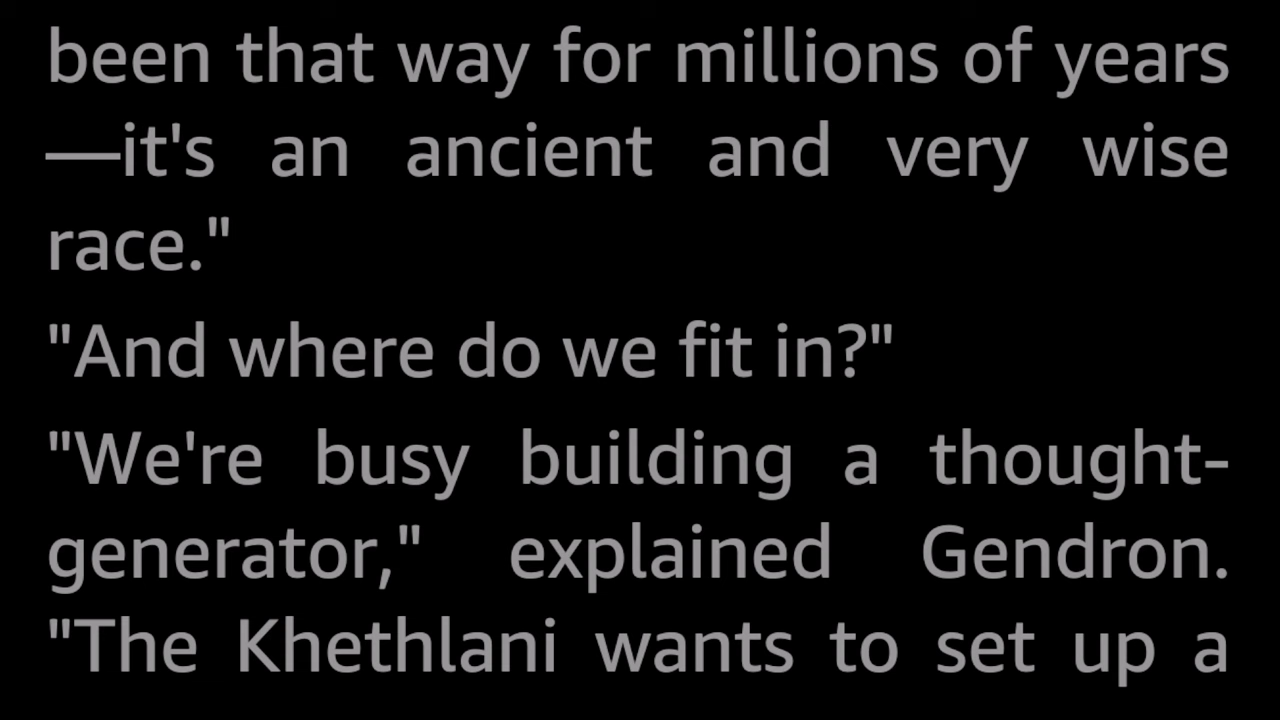 been that way for millions of years
—it's an ancient and very wise
race."
"And where do we fit in?"
"We're busy building a thought-
generator," explained Gendron.
"The Khethlani wants to set up a